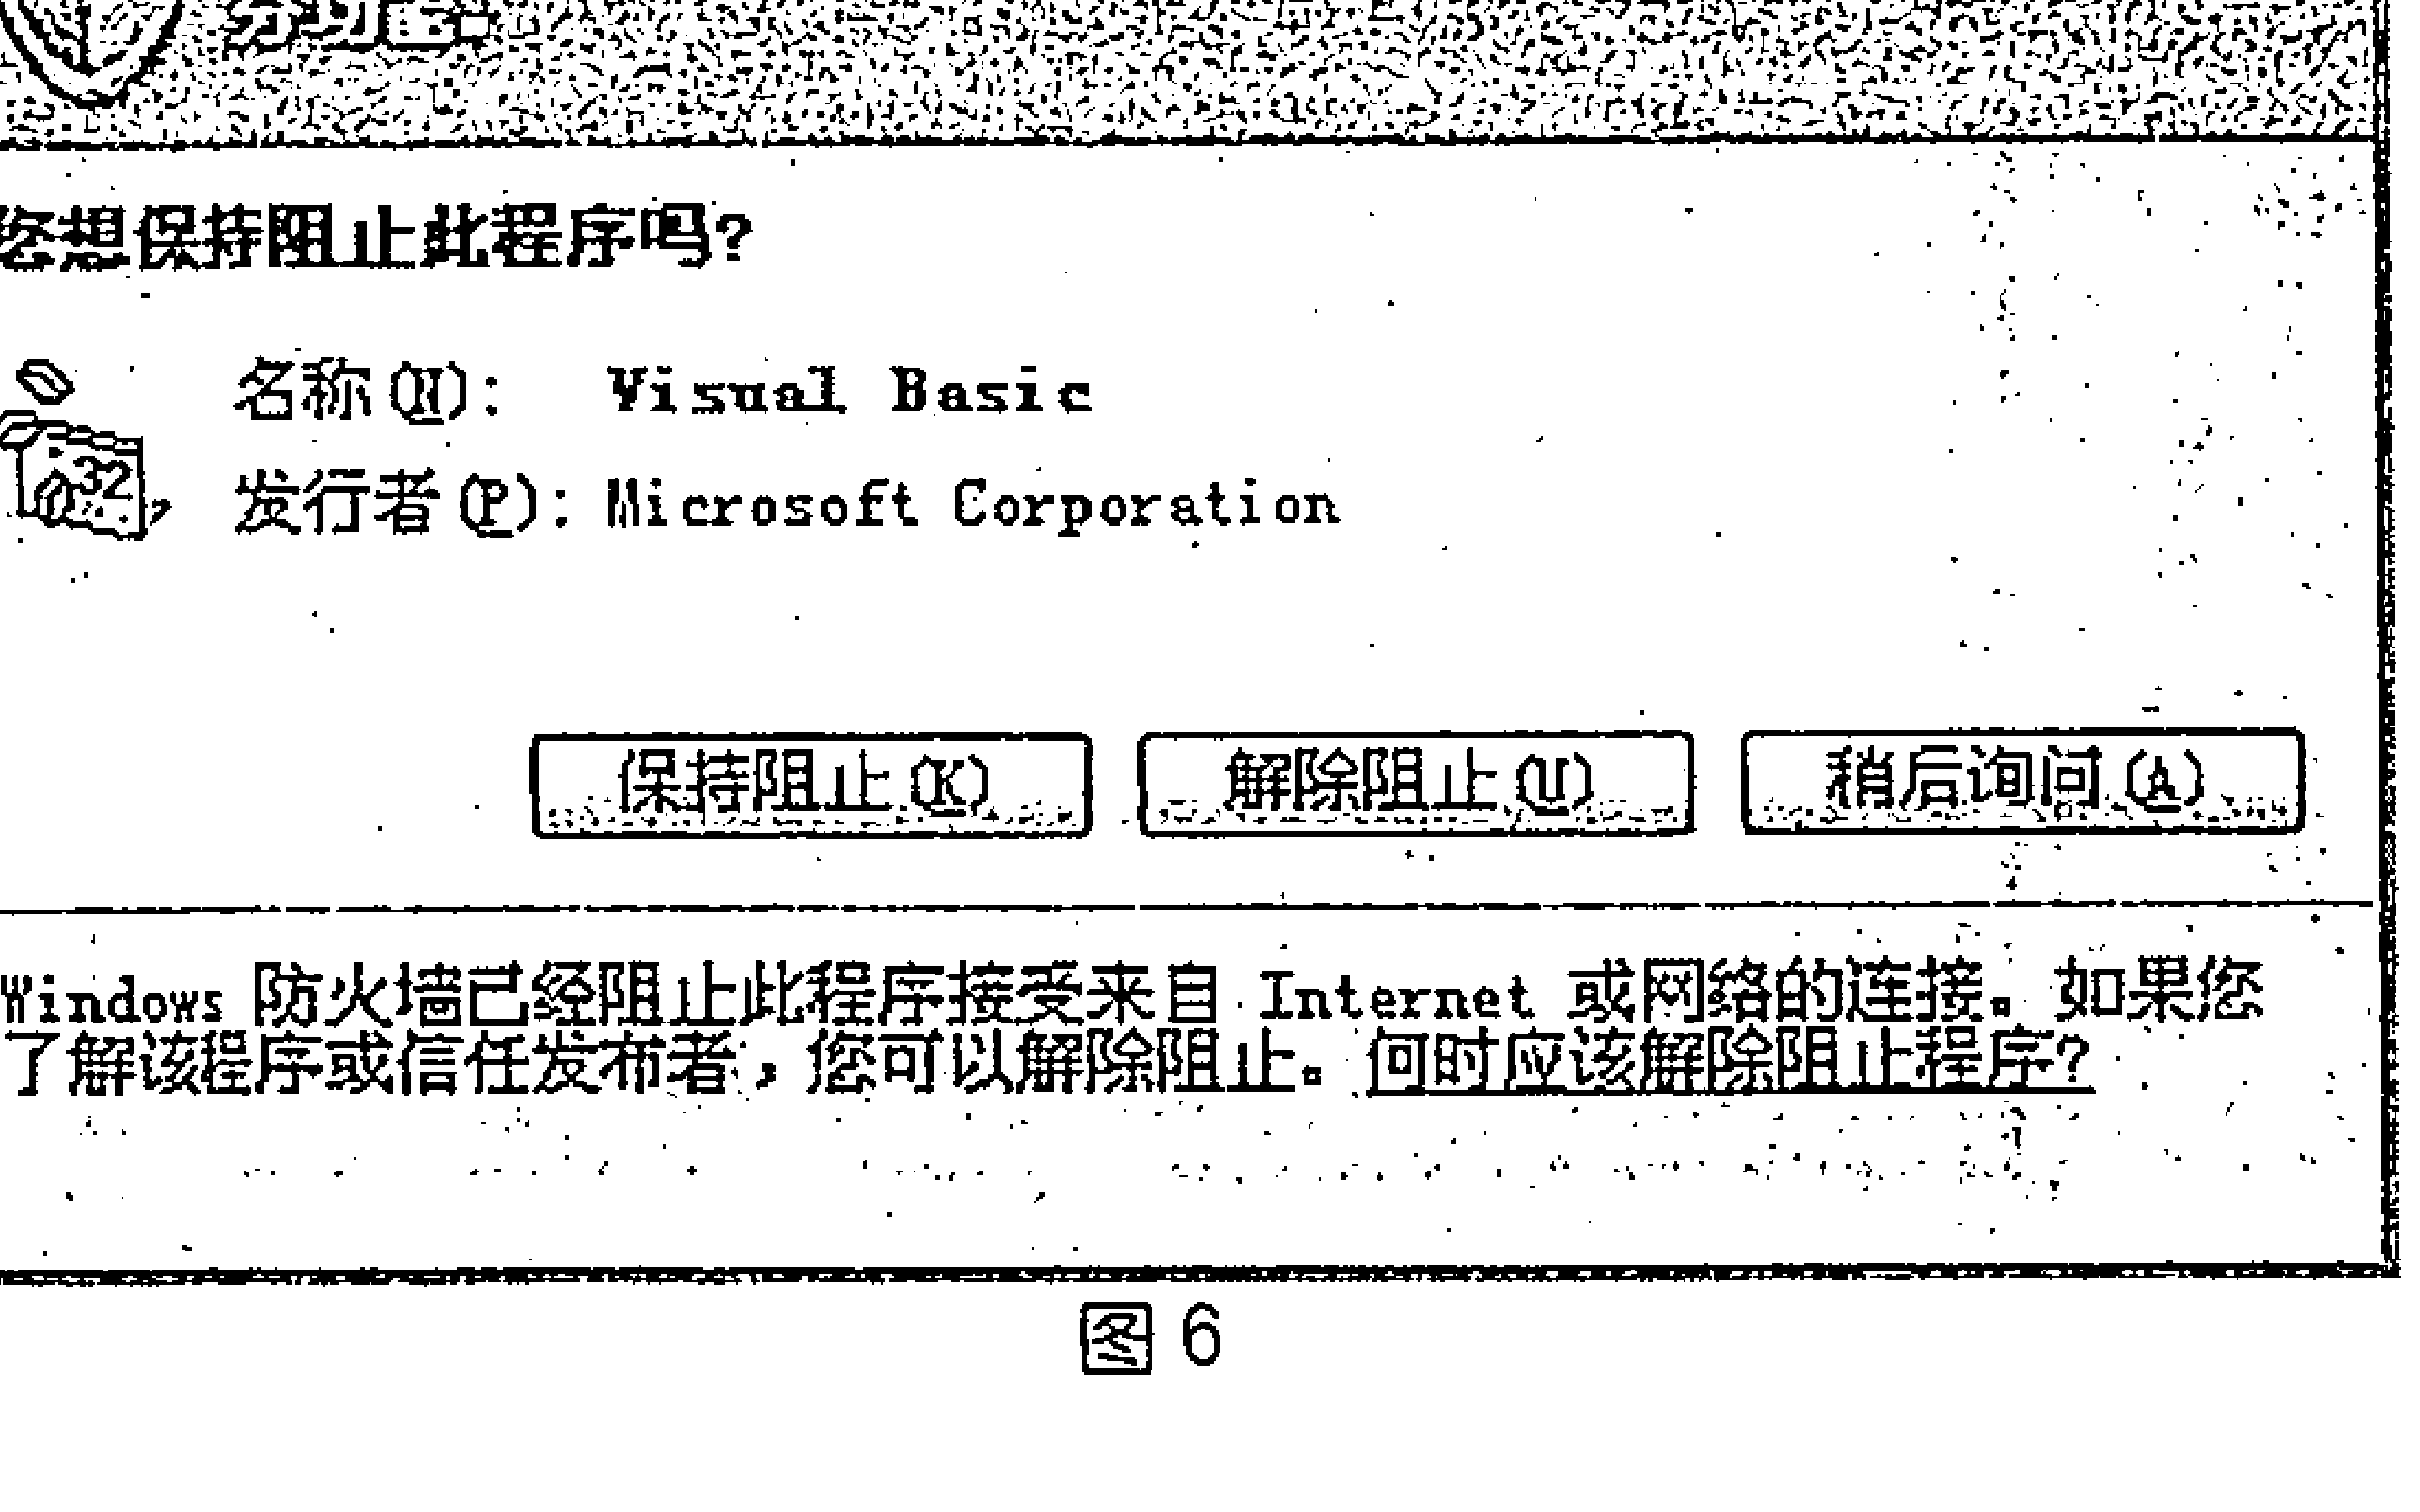 您想保持阻止此程序吗?
名称(N): Visual Basic
32
发行者(P): Microsoft Corporation
保持阻止(K) 解除阻止(U) 稍后询问(A)
Windows 防火墙已经阻止此程序接受来自 Internet 或网络的连接。如果您
了解该程序或信任发布者，您可以解除阻止。何时应该解除阻止程序?
图 6